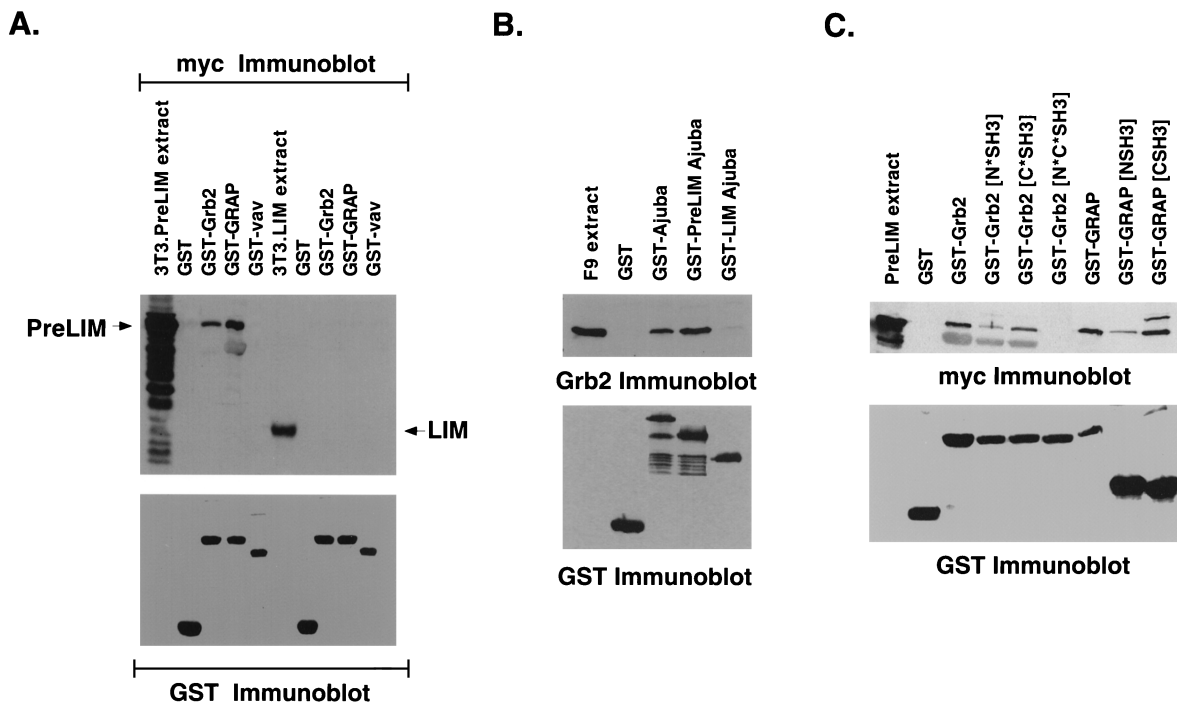 A.
myc Immunoblot
3T3.PreLIM extract
GST
GST-Grb2
GST-GRAP
GST-vav
3T3.LIM extract
GST
GST-Grb2
GST-GRAP
GST-vav
PreLIM
LIM
GST Immunoblot
B.
F9 extract
GST
GST-Ajuba
GST-PreLIM Ajuba
GST-LIM Ajuba
Grb2 Immunoblot
GST Immunoblot
C.
PreLIM extract
GST
GST-Grb2
GST-Grb2 [N*SH3]
GST-Grb2 [C*SH3]
GST-Grb2 [N*C*SH3]
GST-GRAP
GST-GRAP [NSH3]
GST-GRAP [CSH3]
myc Immunoblot
GST Immunoblot